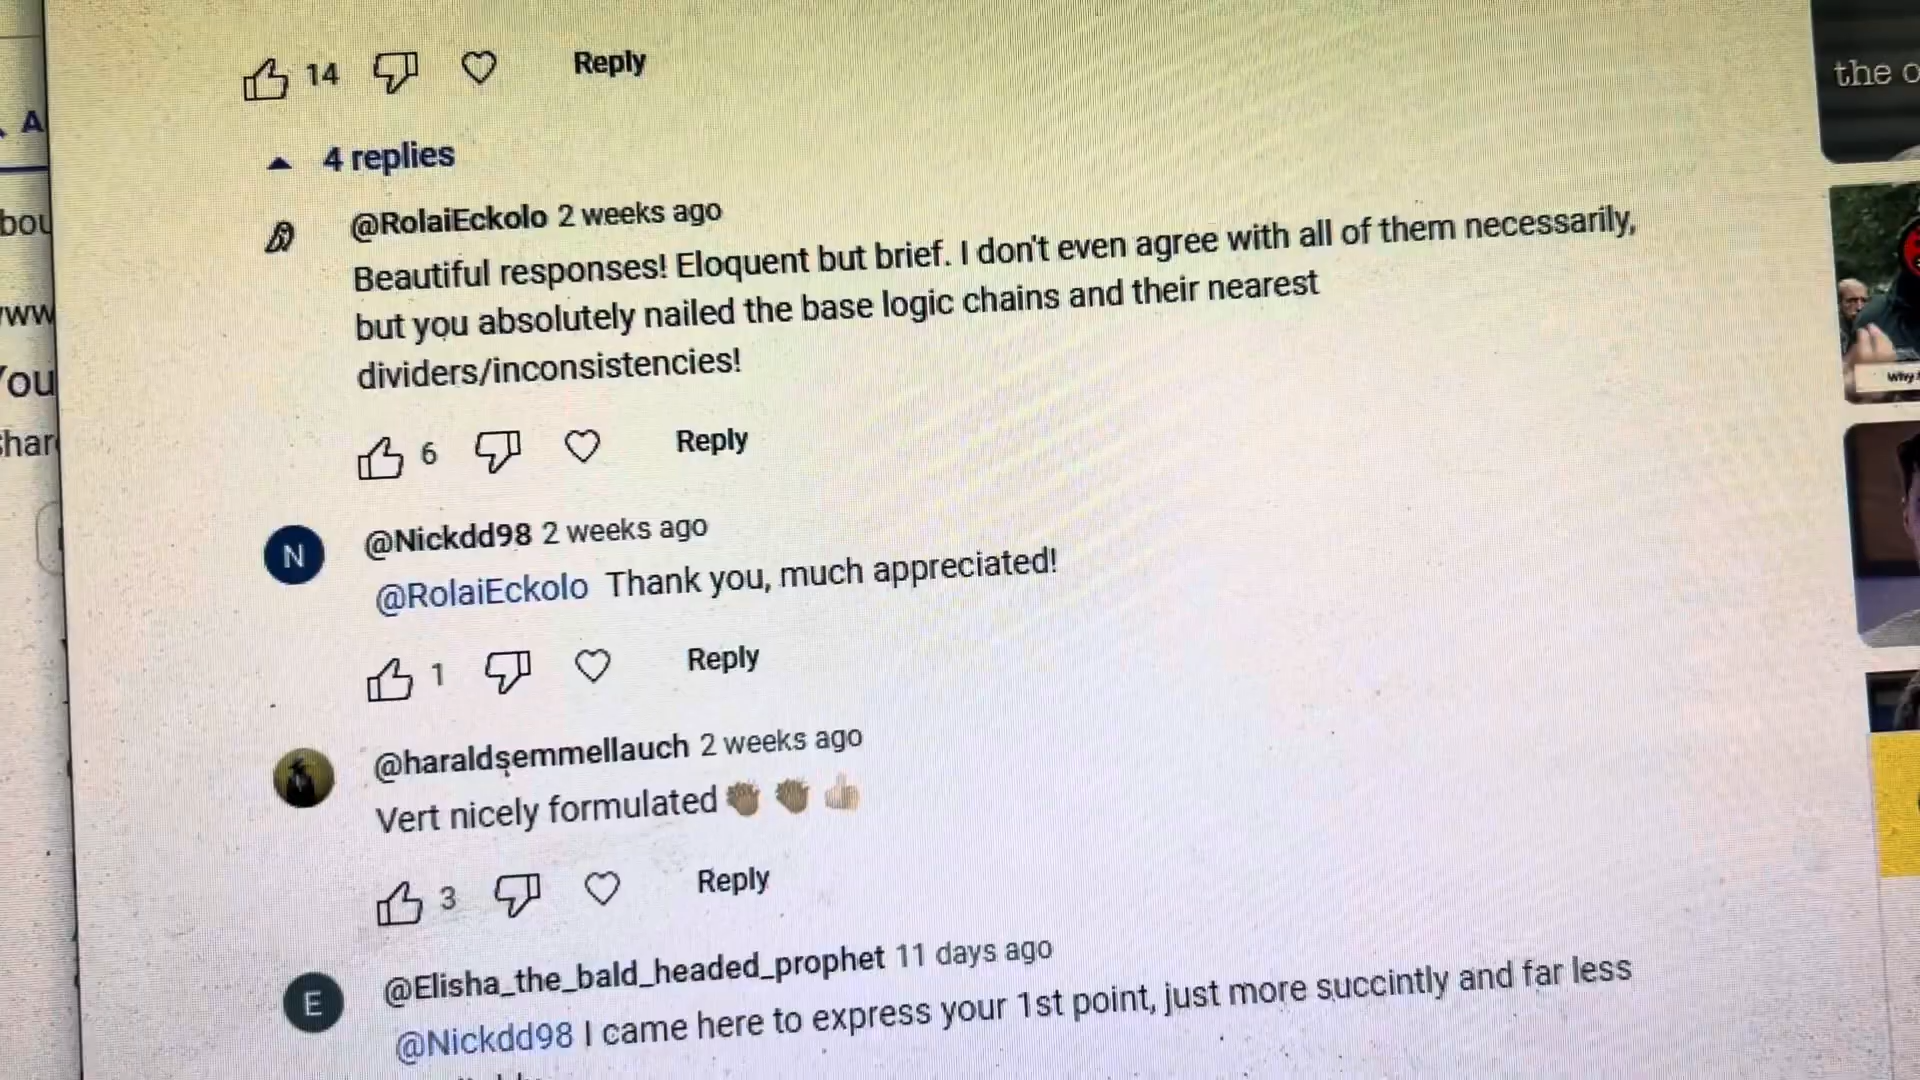 14 Reply
4 replies
@RolaiEckolo 2 weeks ago
Beautiful responses! Eloquent but brief. I don't even agree with all of them necessarily,
but you absolutely nailed the base logic chains and their nearest
dividers/inconsistencies!
6 Reply
N
@Nickdd98 2 weeks ago
@RolaiEckolo Thank you, much appreciated!
1 Reply
@haraldsemmellauch 2 weeks ago
Vert nicely formulated 👏🏽 👏🏽 👍🏼
3 Reply
E
@Elisha_the_bald_headed_prophet 11 days ago
@Nickdd98 I came here to express your 1st point, just more succintly and far less
A
the
Why